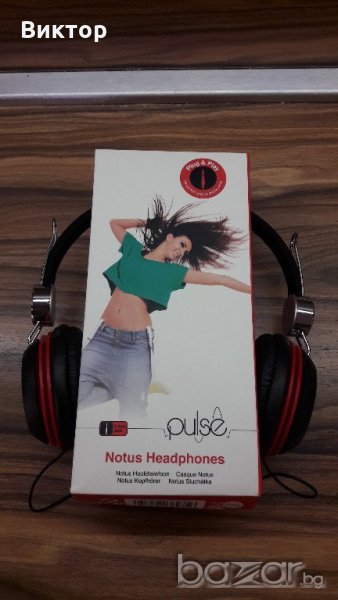 Виктор
Plug & Play
pulse
Notus Headphones
Notus Hoofdtelefoon Casque Notus
Notus Kopfhörer Notus Sluchátka
bazar.bg